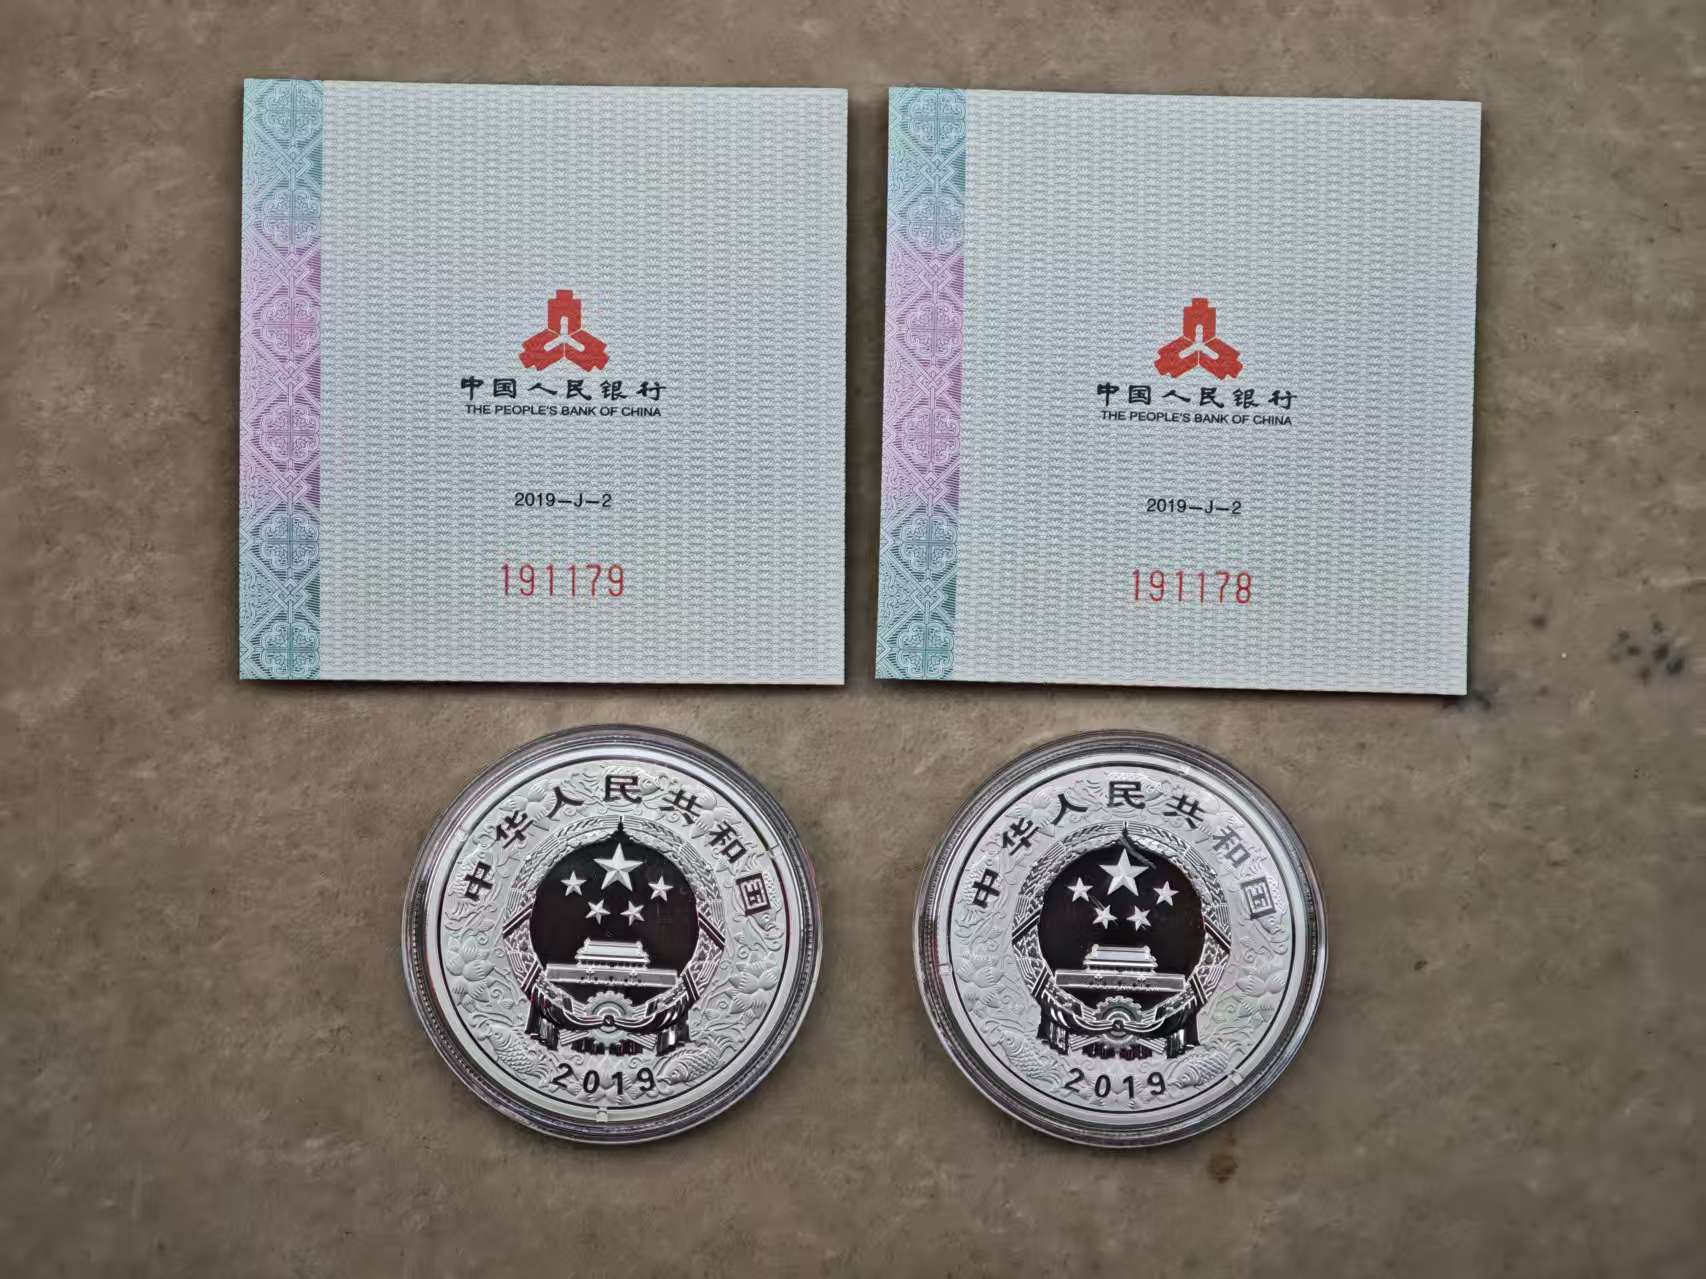 中国人民银行
THE PEOPLE'S BANK OF CHINA
2019-J-2
191179
中国人民银行
THE PEOPLE'S BANK OF CHINA
2019-J-2
191178
中华人民共和国
2019
中华人民共和国
2019